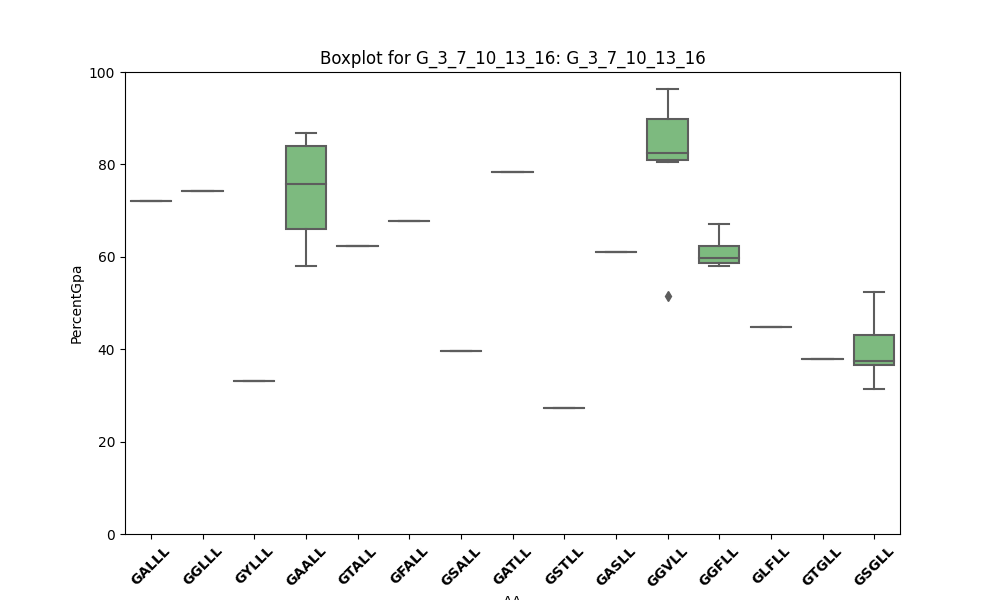 Boxplot for G_3_7_10_13_16: G_3_7_10_13_16
100
80
60
40
20
0
PercentGpa
GALLL GGLLL GYLLL GAALL GTALL GFALL GSALL GATLL GSTLL GASLL GGVLL GGFLL GLFLL GTGLL GSGLL
AA